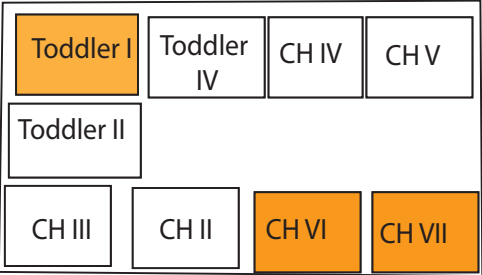 Toddler I
Toddler
IV
CH IV
CH V
Toddler II
CH III
CH II
CH VI
CH VII